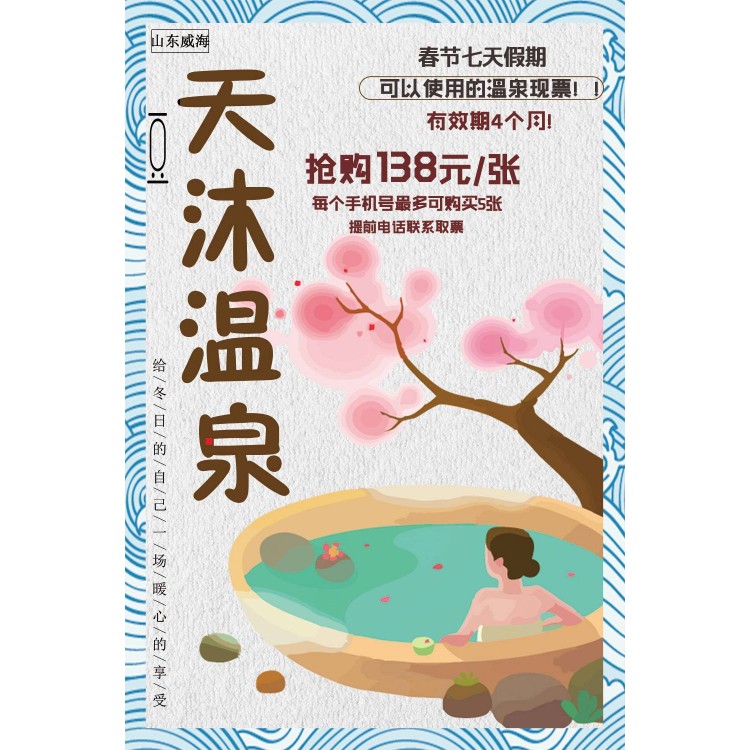 山东威海
天沐温泉
春节七天假期
可以使用的温泉现票！！
有效期4个月!
抢购138元/张
每个手机号最多可购买5张
提前电话联系取票
给/冬/日/的/自/己/一/场/暖/心/的/享/受